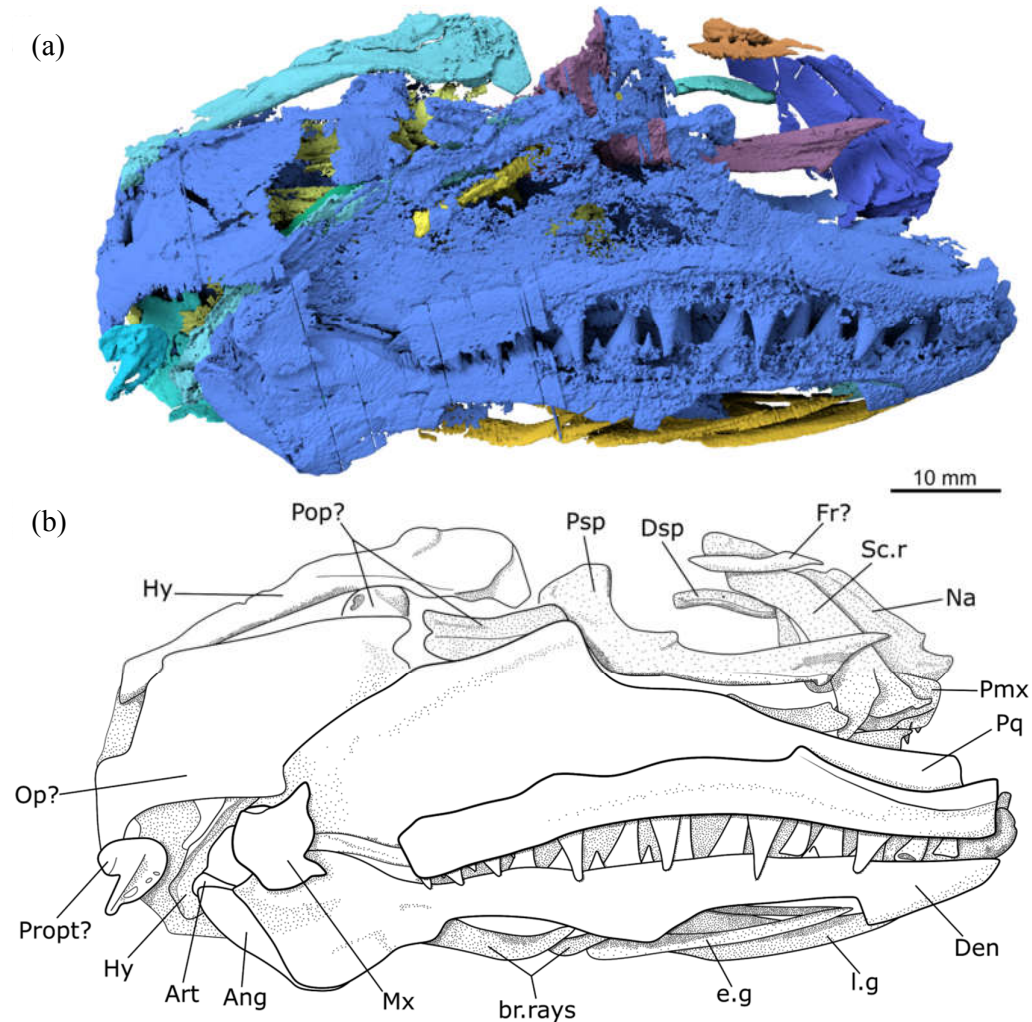 (a)
10 mm
(b)
Pop?
Psp
Dsp
Fr?
Sc.r
Hy
Na
Pmx
Pq
Op?
Propt?
Hy
Art
Ang
Mx
br.rays
e.g
l.g
Den